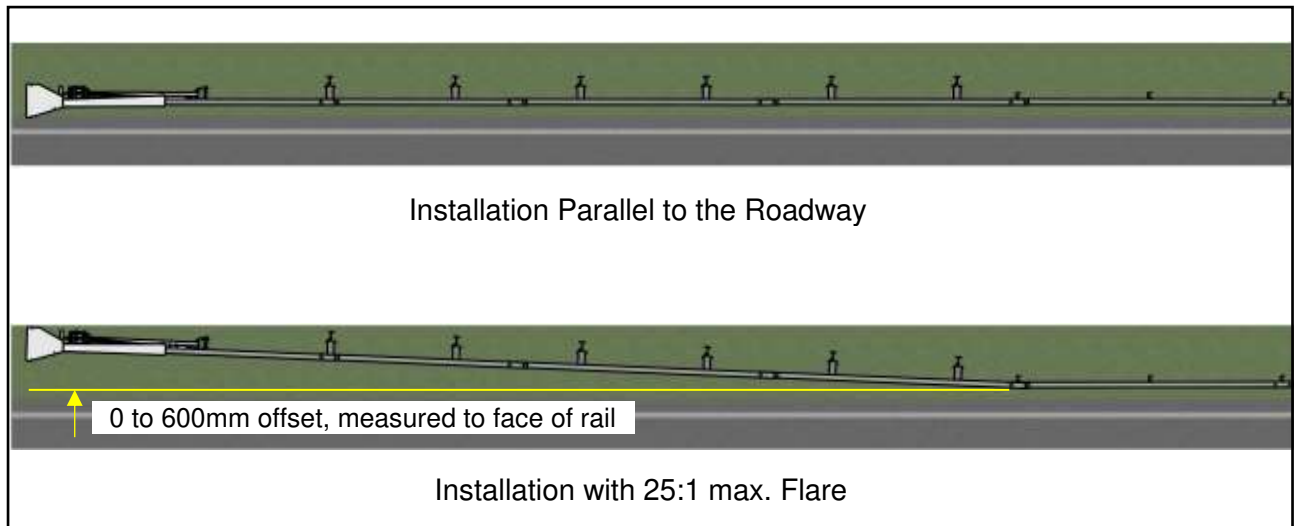 Installation Parallel to the Roadway
0 to 600mm offset, measured to face of rail
Installation with 25:1 max. Flare